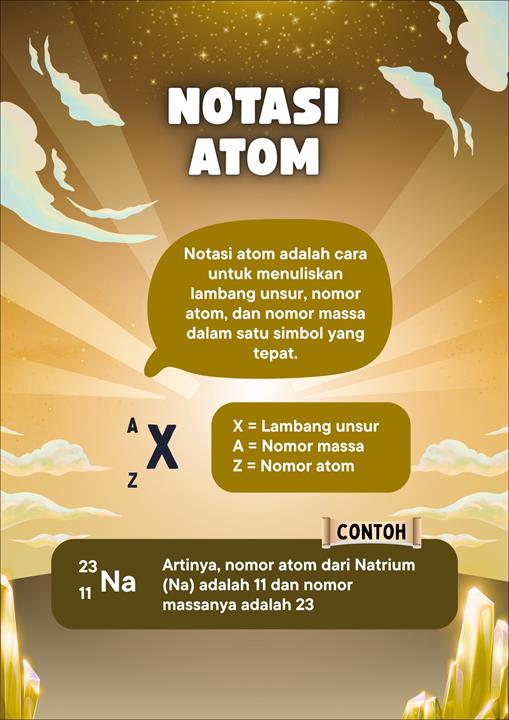 NOTASI
ATOM
Notasi atom adalah cara
untuk menuliskan
lambang unsur, nomor
atom, dan nomor massa
dalam satu simbol yang
tepat.
A
X
Z
X = Lambang unsur
A = Nomor massa
Z = Nomor atom
CONTOH
23
11
Na
Artinya, nomor atom dari Natrium
(Na) adalah 11 dan nomor
massanya adalah 23